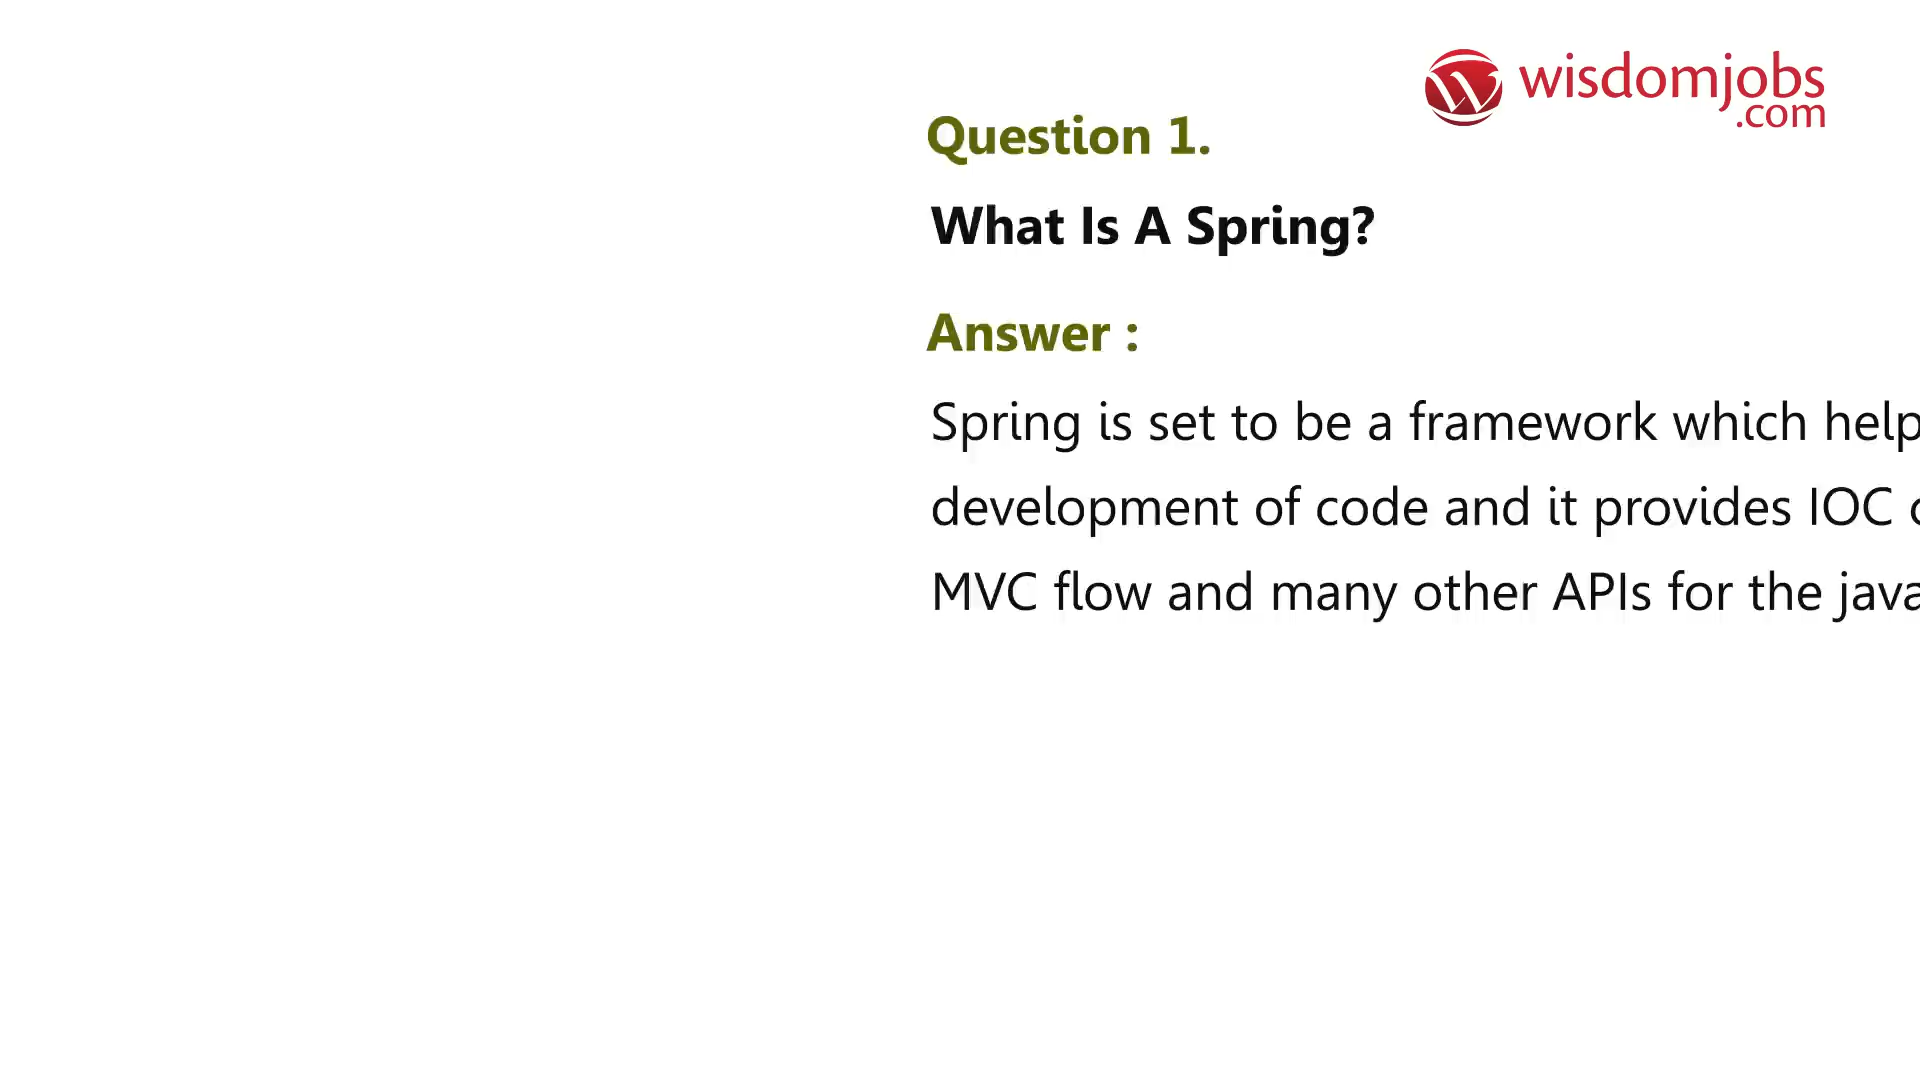 wisdomjobs
.com
Question 1.
What Is A Spring?
Answer :
Spring is set to be a framework which help
development of code and it provides IOC
MVC flow and many other APIs for the java